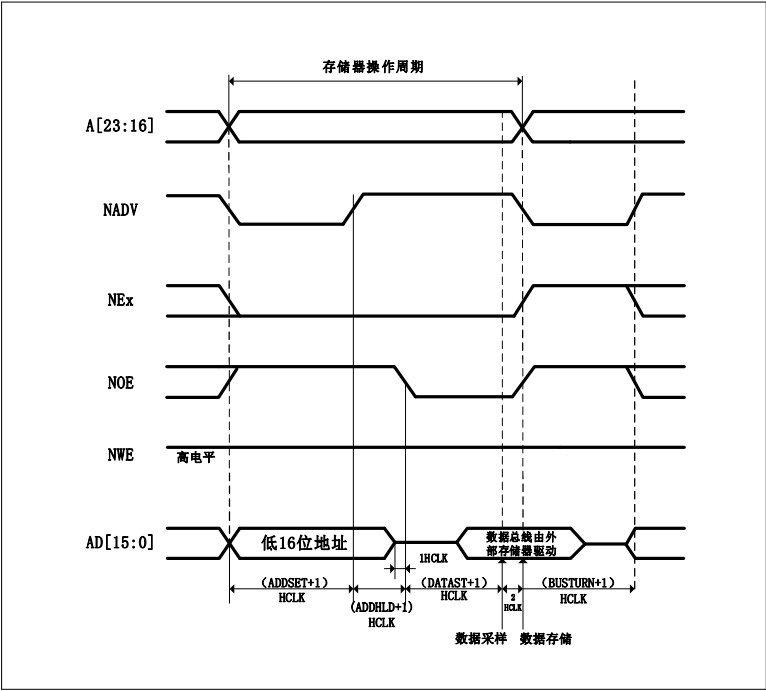 存储器操作周期
A[23:16]
NADV
NEx
NOE
NWE
高电平
AD[15:0]
低16位地址
数据总线由外
部存储器驱动
1HCLK
(ADDSET+1)
HCLK
(ADDHLD+1)
HCLK
(DATAST+1)
HCLK
2
HCLK
(BUSTURN+1)
HCLK
数据采样
数据存储